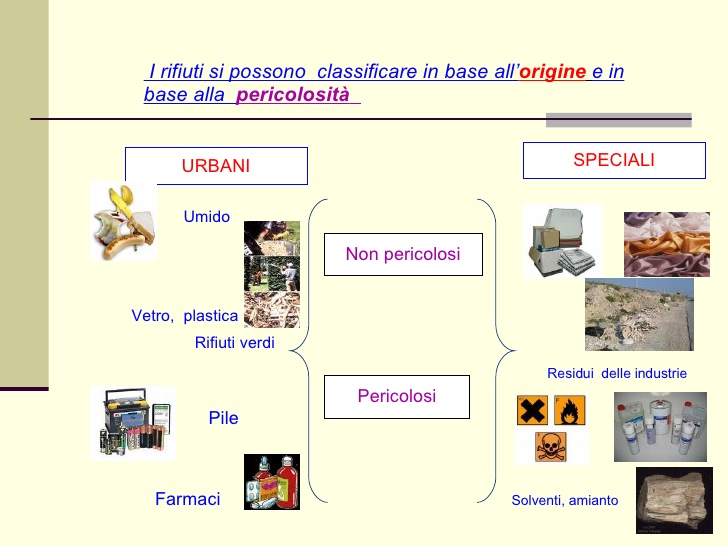 I rifiuti si possono classificare in base all'origine e in
base alla pericolosità
URBANI
SPECIALI
Umido
Non pericolosi
Vetro, plastica
Rifiuti verdi
Residui delle industrie
Pericolosi
Pile
Farmaci
Solventi, amianto